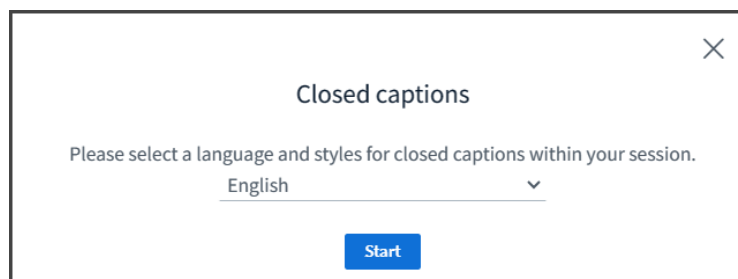 Closed captions
Please select a language and styles for closed captions within your session.
English
Start